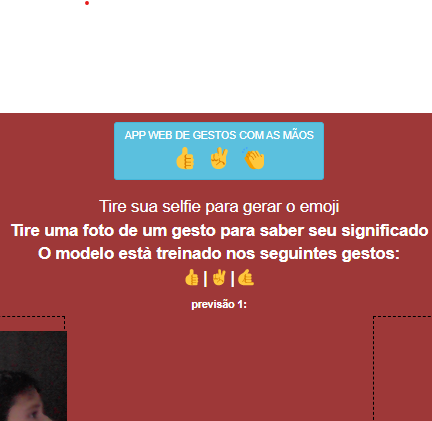 APP WEB DE GESTOS COM AS MÃOS
👍 ✌ 👏
Tire sua selfie para gerar o emoji
Tire uma foto de um gesto para saber seu significado
O modelo està treinado nos seguintes gestos:
👍|✌|🤙
previsão 1: